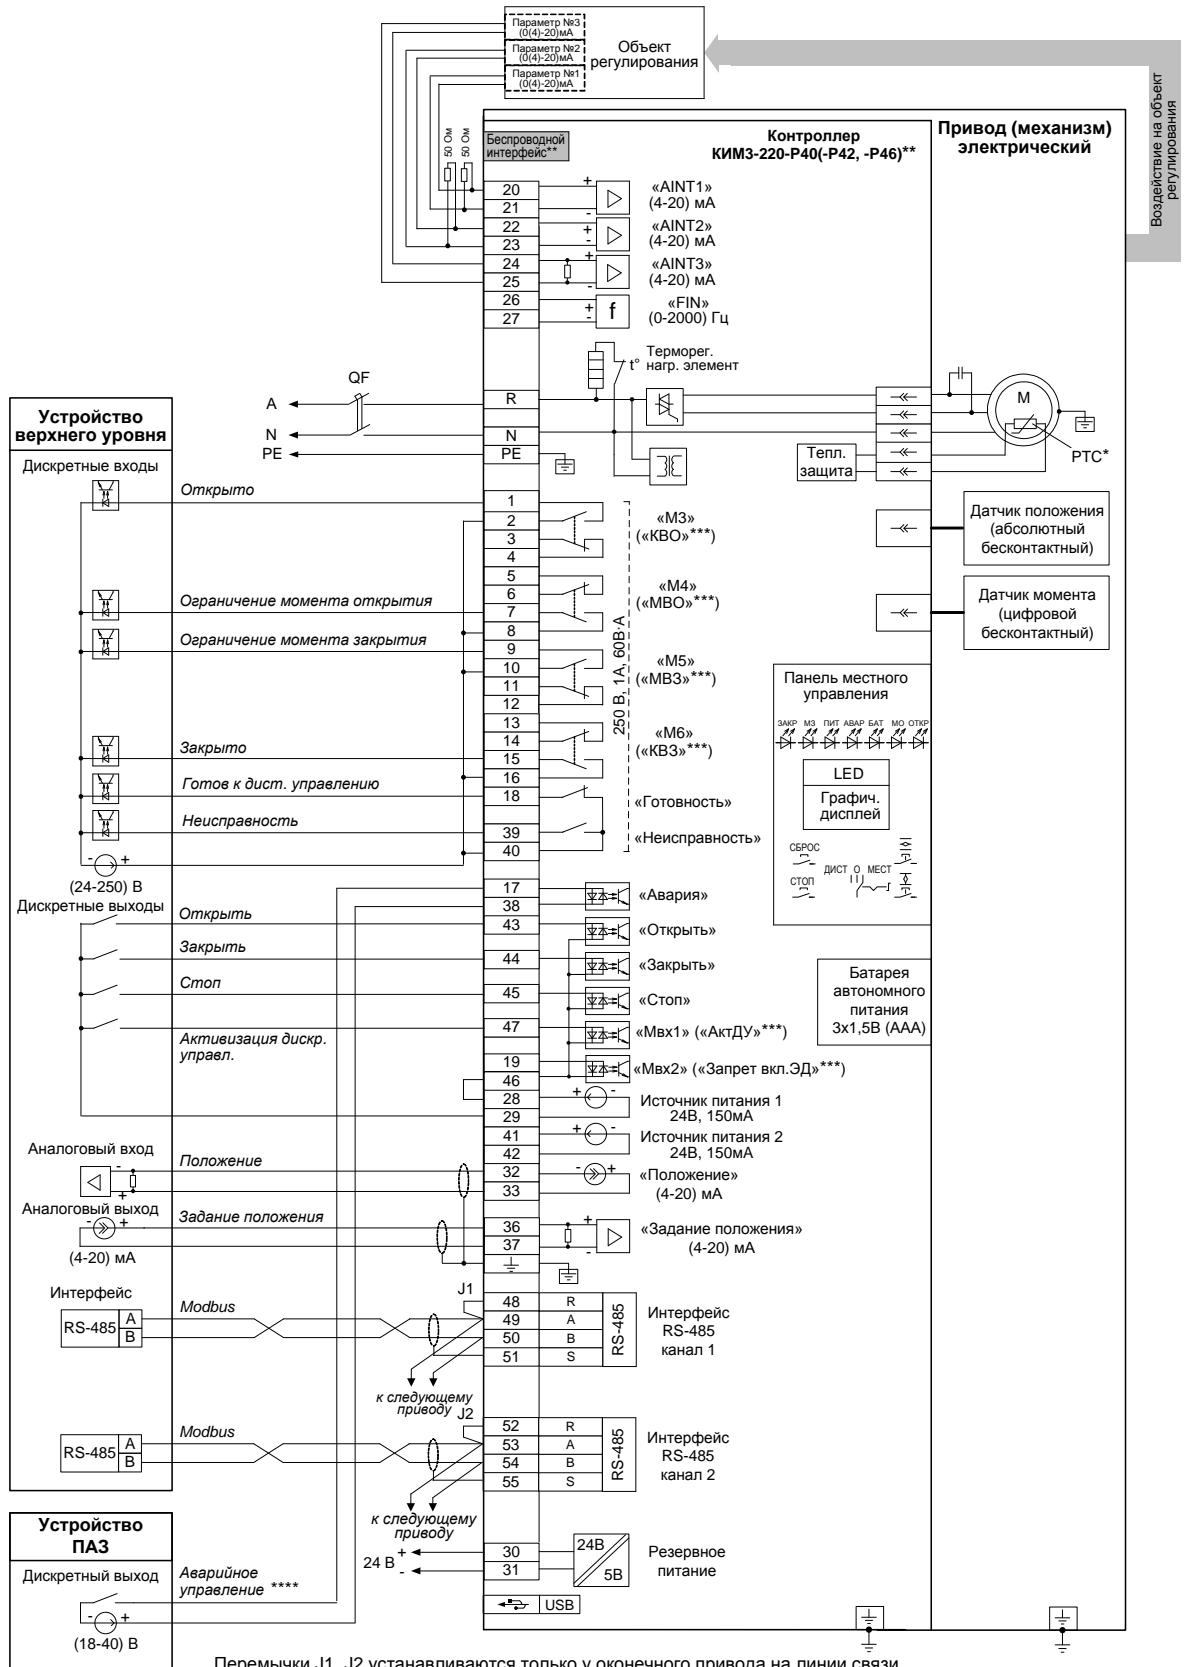 Параметр №3
(0(4)-20)мА
Параметр №2
(0(4)-20)мА
Параметр №1
(0(4)-20)мА
Объект
регулирования
Воздействие на объект
регулирования
50 Ом
50 Ом
Беспроводной
интерфейс**
Контроллер
КИМ3-220-Р40(-Р42, -Р46)**
Привод (механизм)
электрический
20
21
22
23
24
25
26
27
+
-
«AINT1»
(4-20) мА
+
-
«AINT2»
(4-20) мА
+
-
«AINT3»
(4-20) мА
+
-
f
«FIN»
(0-2000) Гц
t°
Терморег.
нагр. элемент
QF
A
N
PE
R
N
PE
M
Тепл.
защита
PTC*
Датчик положения
(абсолютный
бесконтактный)
Датчик момента
(цифровой
бесконтактный)
Устройство
верхнего уровня
Дискретные входы
Открыто
1
2
3
4
«М3»
(«КВО»***)
Ограничение момента открытия
5
6
7
8
«М4»
(«МВО»***)
Ограничение момента закрытия
9
10
11
12
«М5»
(«МВЗ»***)
13
14
15
16
«М6»
(«КВЗ»***)
250 В, 1А, 60В·А
Закрыто
Готов к дист. управлению
18
«Готовность»
Неисправность
39
40
«Неисправность»
- +
(24-250) В
Панель местного
управления
ЗАКР МЗ ПИТ АВАР БАТ МО ОТКР
LED
Графич.
дисплей
СБРОС
СТОП
ДИСТ О МЕСТ
Батарея
автономного
питания
3х1,5В (ААА)
Дискретные выходы
17
38
«Авария»
Открыть
43
«Открыть»
Закрыть
44
«Закрыть»
Стоп
45
«Стоп»
Активизация дискр.
управл.
47
«Мвх1» («АктДУ»***)
19
46
«Мвх2» («Запрет вкл.ЭД»***)
28
29
+ -
Источник питания 1
24В, 150мА
41
42
+ -
Источник питания 2
24В, 150мА
Аналоговый вход
-
+
Положение
32
33
- +
«Положение»
(4-20) мА
Аналоговый выход
- +
(4-20) мА
Задание положения
36
37
+
-
«Задание положения»
(4-20) мА
Интерфейс
RS-485
A
B
Modbus
J1
48 R
49 A
50 B
51 S
RS-485
Интерфейс
RS-485
канал 1
к следующему
приводу
RS-485
A
B
Modbus
J2
52 R
53 A
54 B
55 S
RS-485
Интерфейс
RS-485
канал 2
к следующему
приводу
24 В
+
-
30
31
24В
5В
Резервное
питание
USB
Устройство
ПАЗ
Дискретный выход
- +
(18-40) В
Аварийное
управление ****
Перемычки J1, J2 устанавливаются только у оконечного привода на линии связи